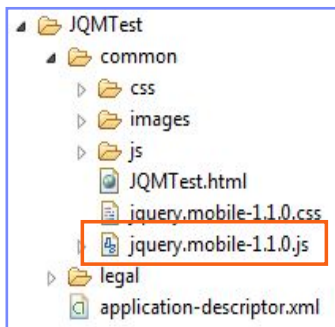 JQMTest
common
css
images
js
JQMTest.html
jquery.mobile-1.1.0.css
jquery.mobile-1.1.0.js
legal
application-descriptor.xml